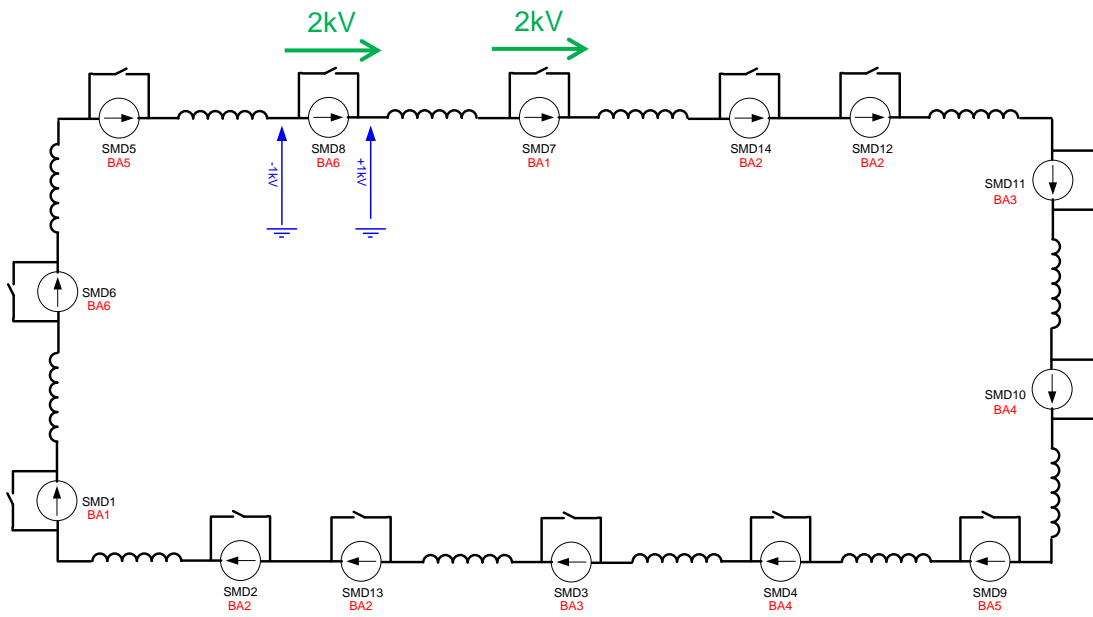 2kV
2kV
SMD5
BA5
SMD8
BA6
SMD7
BA1
SMD14
BA2
SMD12
BA2
-1kV
+1kV
SMD11
BA3
SMD6
BA6
SMD10
BA4
SMD1
BA1
SMD2
BA2
SMD13
BA2
SMD3
BA3
SMD4
BA4
SMD9
BA5